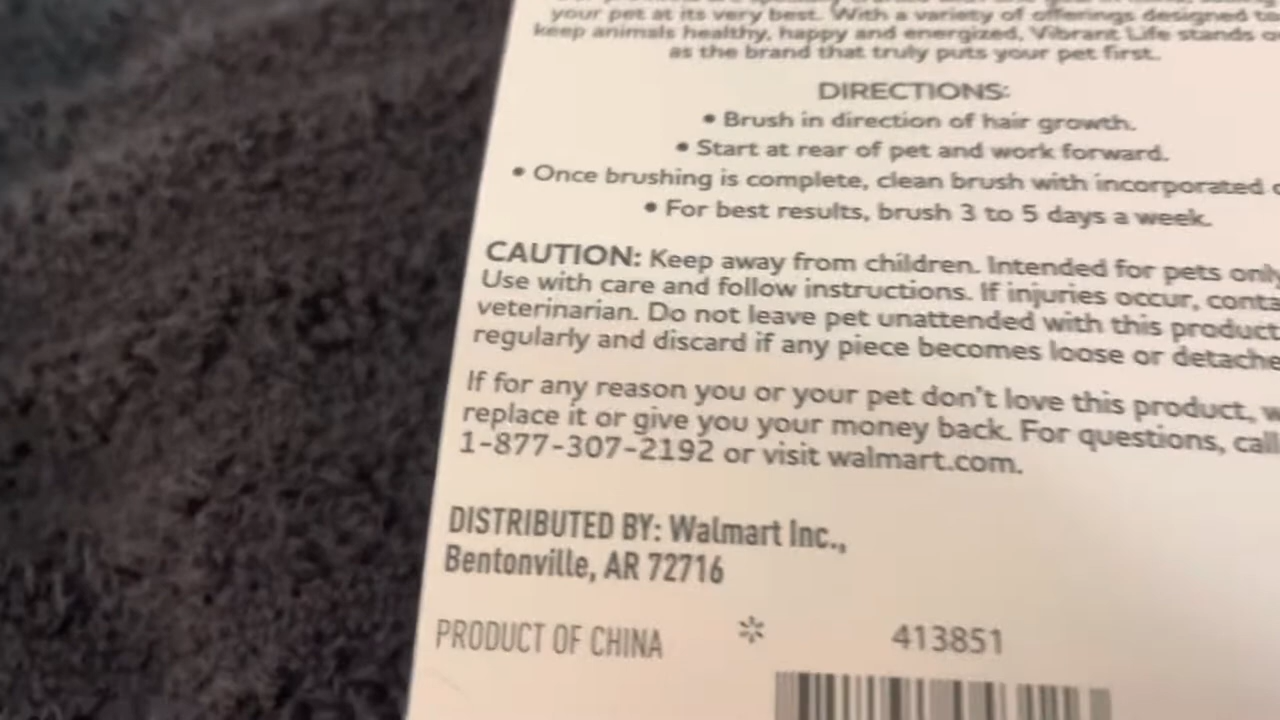 your pet at its very best. With a variety of offerings designed to
keep animals healthy, happy and energized, Vibrant Life stands
as the brand that truly puts your pet first.
DIRECTIONS:
• Brush in direction of hair growth.
• Start at rear of pet and work forward.
• Once brushing is complete, clean brush with incorporated
• For best results, brush 3 to 5 days a week.
CAUTION: Keep away from children. Intended for pets only
Use with care and follow instructions. If injuries occur, conta
veterinarian. Do not leave pet unattended with this product
regularly and discard if any piece becomes loose or detache
If for any reason you or your pet don't love this product, w
replace it or give you your money back. For questions, call
1-877-307-2192 or visit walmart.com.
DISTRIBUTED BY: Walmart Inc.,
Bentonville, AR 72716
PRODUCT OF CHINA
413851